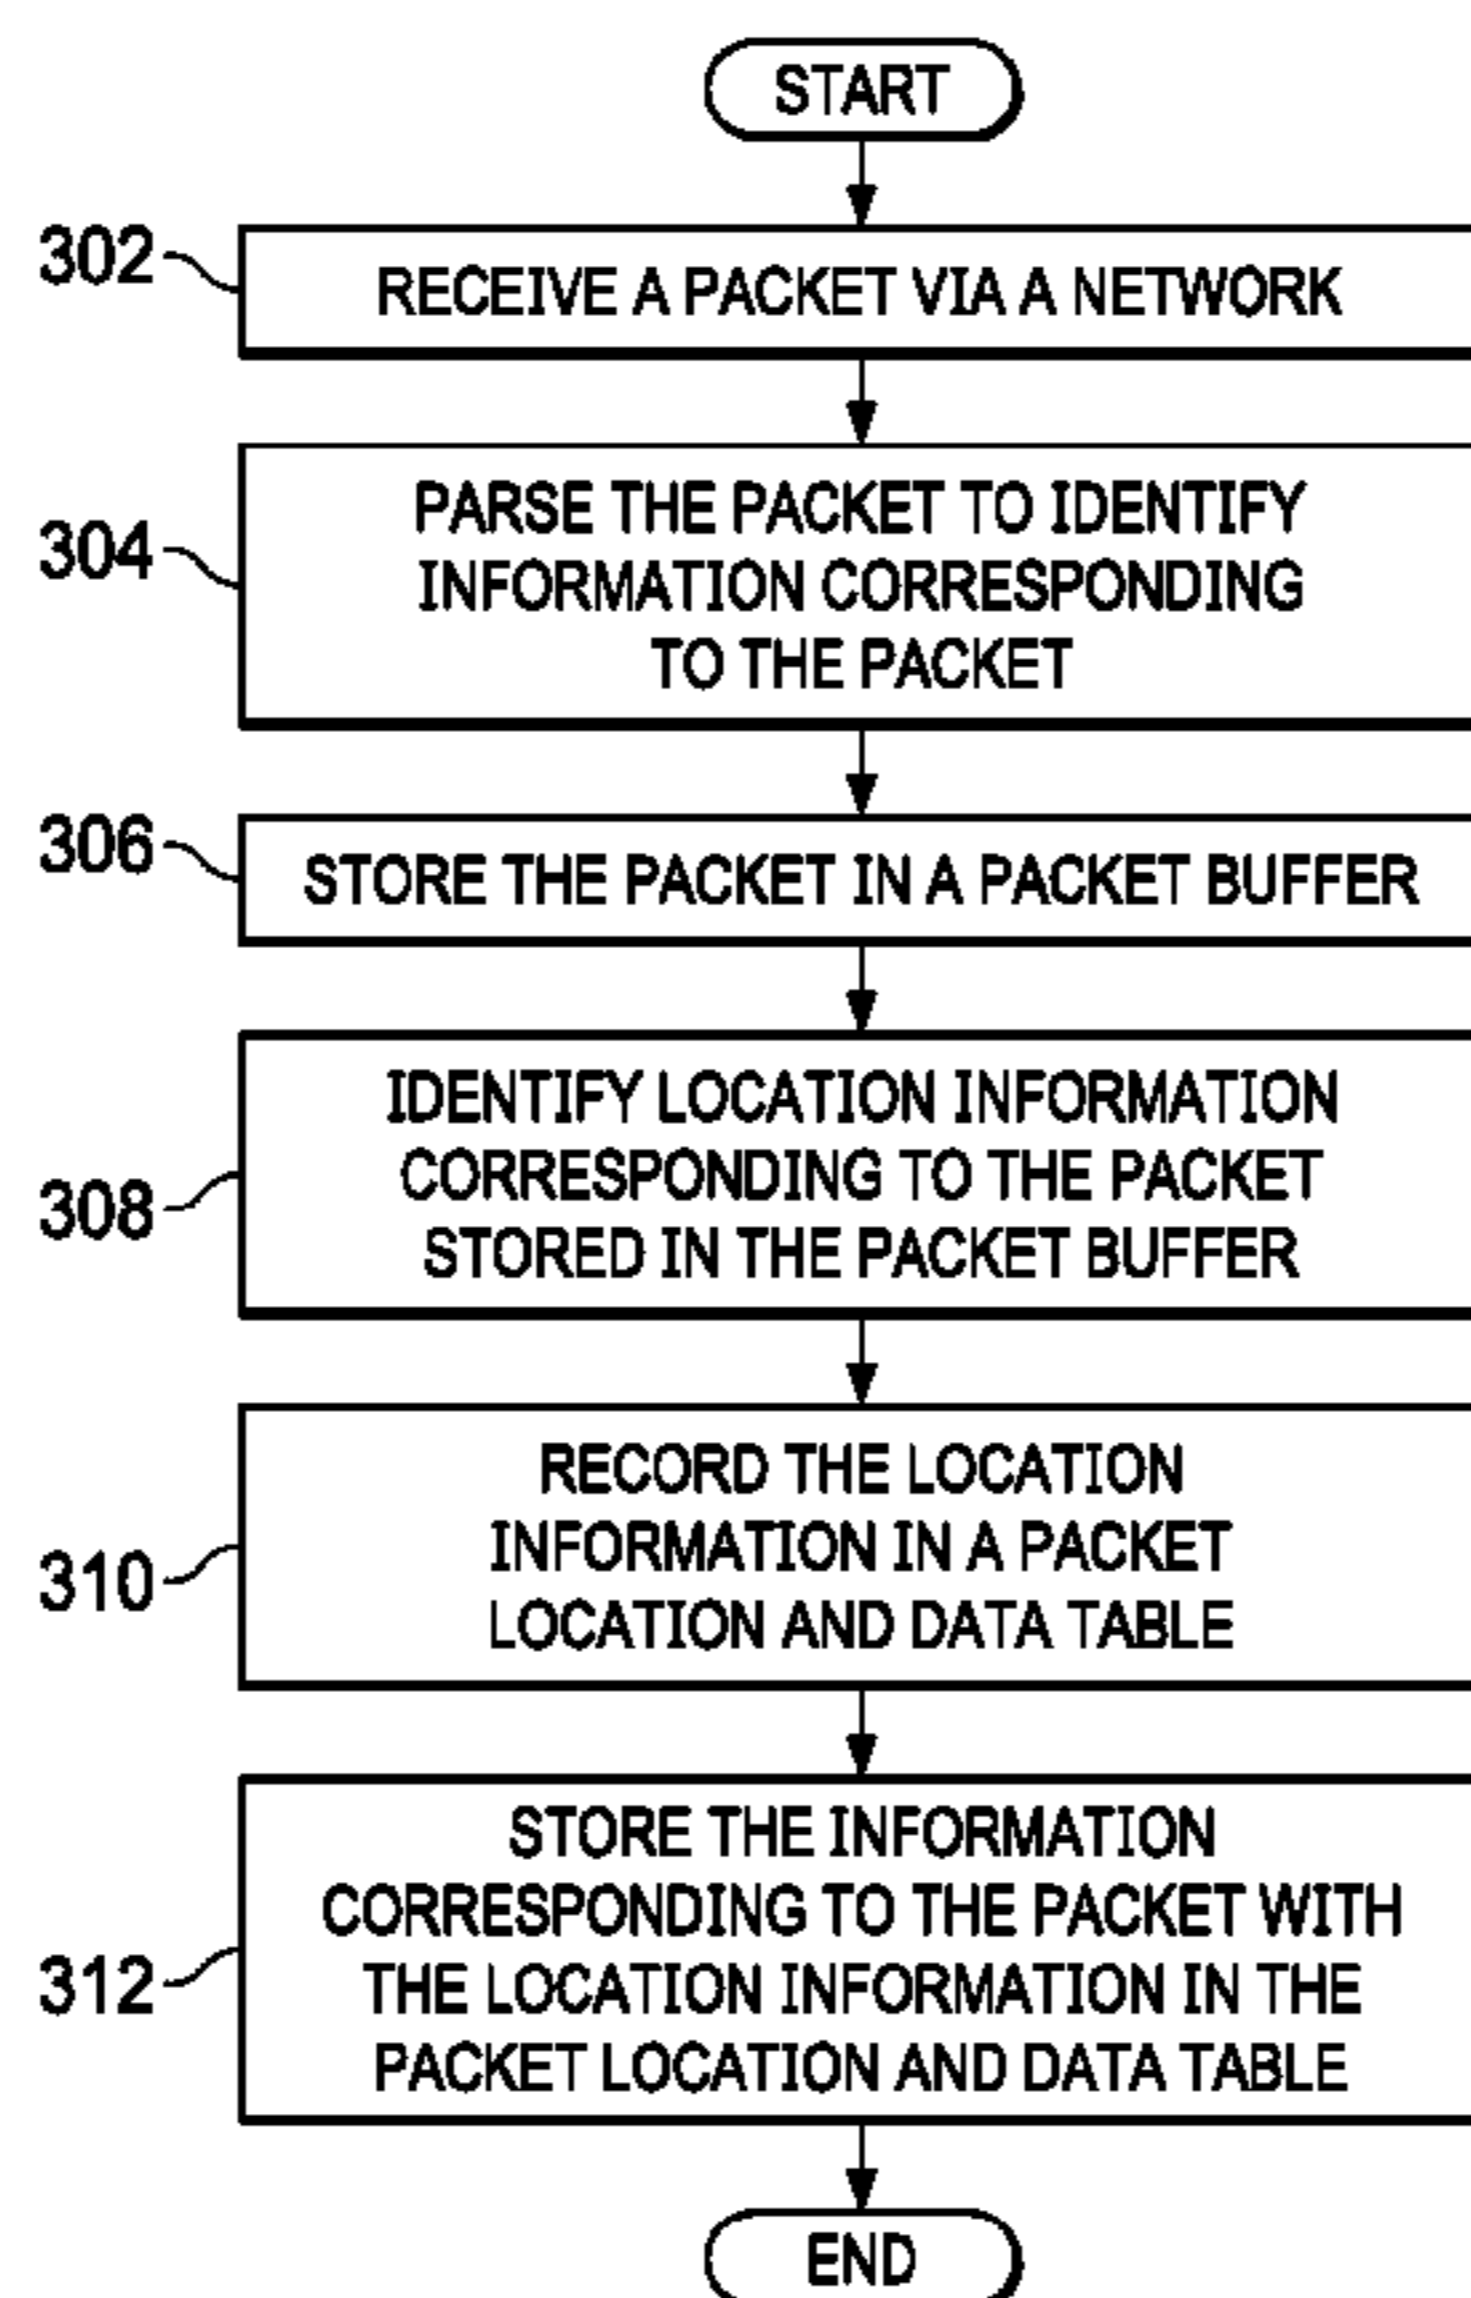 START
302
RECEIVE A PACKET VIA A NETWORK
304
PARSE THE PACKET TO IDENTIFY
INFORMATION CORRESPONDING
TO THE PACKET
306
STORE THE PACKET IN A PACKET BUFFER
308
IDENTIFY LOCATION INFORMATION
CORRESPONDING TO THE PACKET
STORED IN THE PACKET BUFFER
310
RECORD THE LOCATION
INFORMATION IN A PACKET
LOCATION AND DATA TABLE
312
STORE THE INFORMATION
CORRESPONDING TO THE PACKET WITH
THE LOCATION INFORMATION IN THE
PACKET LOCATION AND DATA TABLE
END